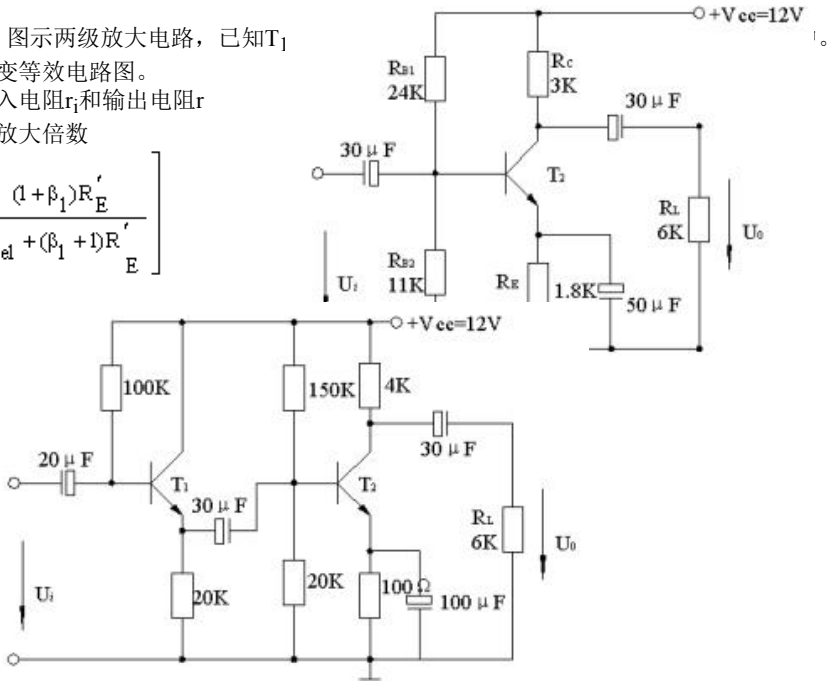 图示两级放大电路，已知T1
。
变等效电路图。
入电阻ri和输出电阻r
放大倍数
(1+β1)R′E
el +(β1 +1)R′E
+Vcc=12V
RB1
24K
RC
3K
30μF
30μF
T2
RL
6K
U0
Ui
RB2
11K
RE
1.8K
50μF
+Vcc=12V
100K
150K
4K
20μF
30μF
T1
T2
30μF
RL
6K
U0
Ui
20K
20K
100Ω
100μF